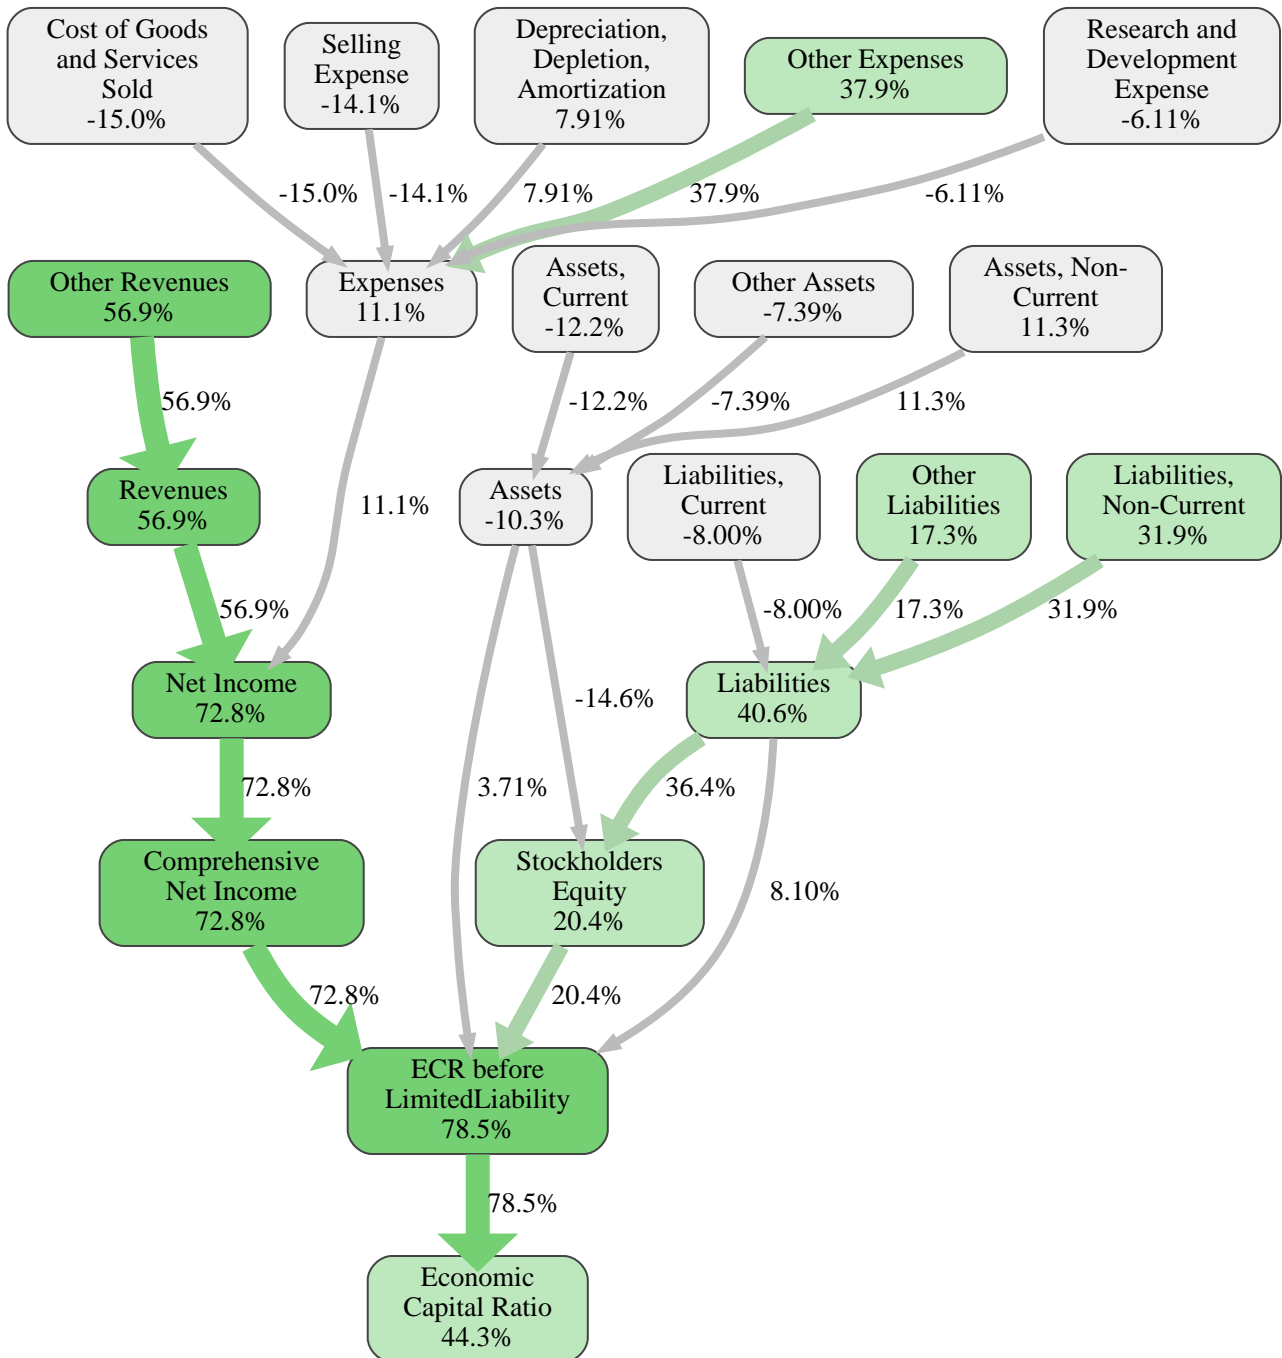 Cost of Goods
and Services
Sold
-15.0%
Selling
Expense
-14.1%
Depreciation,
Depletion,
Amortization
7.91%
Other Expenses
37.9%
Research and
Development
Expense
-6.11%
-15.0%
-14.1%
7.91%
37.9%
-6.11%
Other Revenues
56.9%
Expenses
11.1%
Assets,
Current
-12.2%
Other Assets
-7.39%
Assets, Non-
Current
11.3%
56.9%
-12.2%
-7.39%
11.3%
Revenues
56.9%
11.1%
Assets
-10.3%
Liabilities,
Current
-8.00%
Other
Liabilities
17.3%
Liabilities,
Non-Current
31.9%
56.9%
-8.00%
17.3%
31.9%
Net Income
72.8%
-14.6%
Liabilities
40.6%
72.8%
3.71%
36.4%
Comprehensive
Net Income
72.8%
Stockholders
Equity
20.4%
8.10%
72.8%
20.4%
ECR before
LimitedLiability
78.5%
78.5%
Economic
Capital Ratio
44.3%